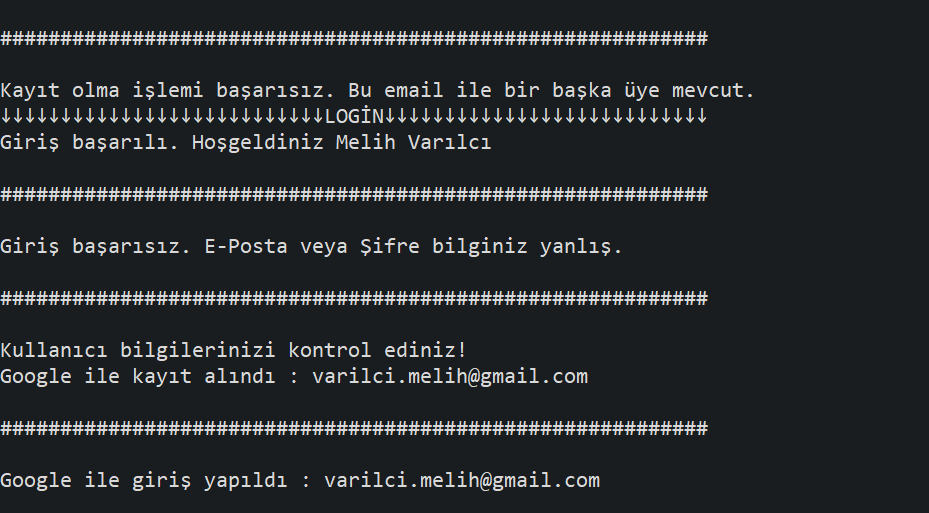 ###########################################################
Kayıt olma işlemi başarısız. Bu email ile bir başka üye mevcut.
↓↓↓↓↓↓↓↓↓↓↓↓↓↓↓↓↓↓↓↓↓↓↓↓↓↓↓LOGİN↓↓↓↓↓↓↓↓↓↓↓↓↓↓↓↓↓↓↓↓↓↓↓↓↓↓↓
Giriş başarılı. Hoşgeldiniz Melih Varılcı
###########################################################
Giriş başarısız. E-Posta veya Şifre bilginiz yanlış.
###########################################################
Kullanıcı bilgilerinizi kontrol ediniz!
Google ile kayıt alındı : varilci.melih@gmail.com
###########################################################
Google ile giriş yapıldı : varilci.melih@gmail.com